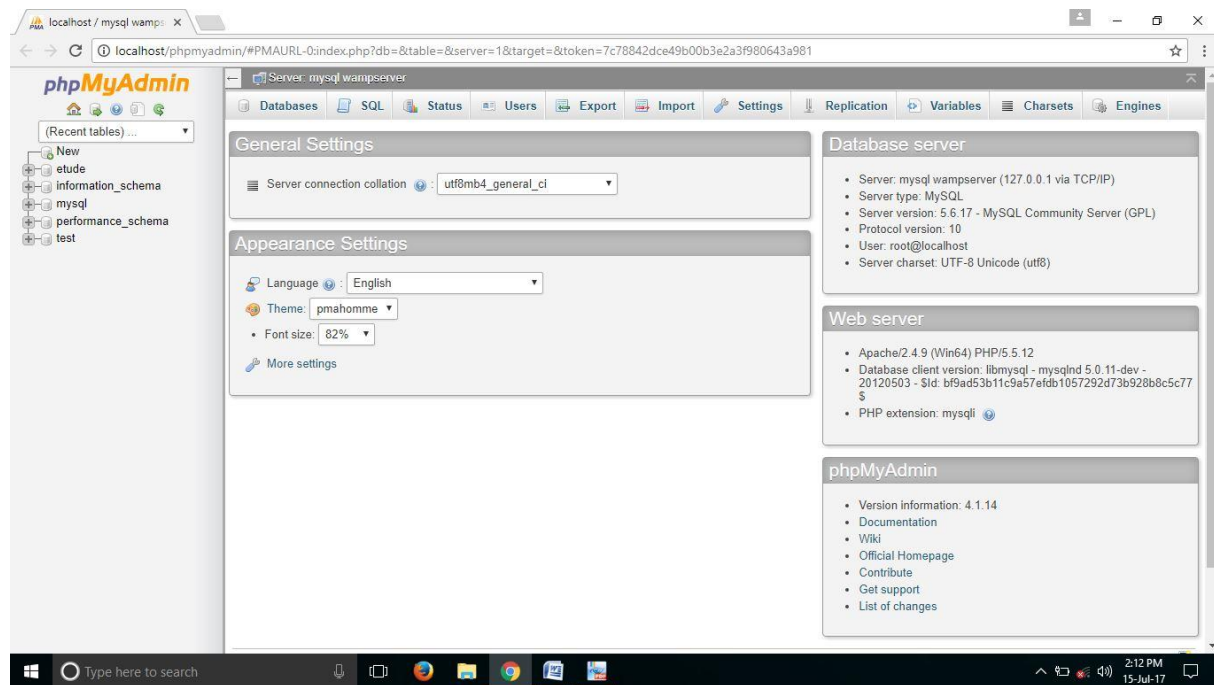 localhost / mysql wamps
localhost/phpmyadmin/#PMAURL-0:index.php?db=&table=&server=1&target=&token=7c78842dce49b00b3e2a3f980643a981
phpMyAdmin
(Recent tables) ...
New
etude
information_schema
mysql
performance_schema
test
Server: mysql wampserver
Databases SQL Status Users Export Import Settings Replication Variables Charsets Engines
General Settings
Server connection collation : utf8mb4_general_ci
Appearance Settings
Language : English
Theme: pmahomme
• Font size: 82%
More settings
Database server
• Server: mysql wampserver (127.0.0.1 via TCP/IP)
• Server type: MySQL
• Server version: 5.6.17 - MySQL Community Server (GPL)
• Protocol version: 10
• User: root@localhost
• Server charset: UTF-8 Unicode (utf8)
Web server
• Apache/2.4.9 (Win64) PHP/5.5.12
• Database client version: libmysql - mysqlnd 5.0.11-dev -
20120503 - $Id: bf9ad53b11c9a57efdb1057292d73b928b8c5c77
$
• PHP extension: mysqli
phpMyAdmin
• Version information: 4.1.14
• Documentation
• Wiki
• Official Homepage
• Contribute
• Get support
• List of changes
Type here to search
2:12 PM
15-Jul-17